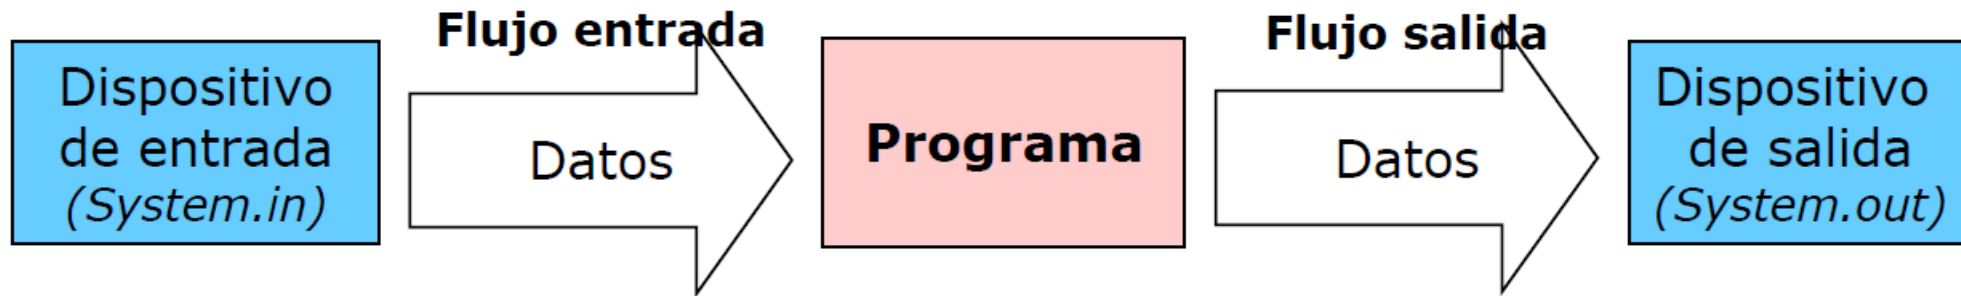 Dispositivo
de entrada
(System.in)
Flujo entrada
Datos
Programa
Flujo salida
Datos
Dispositivo
de salida
(System.out)